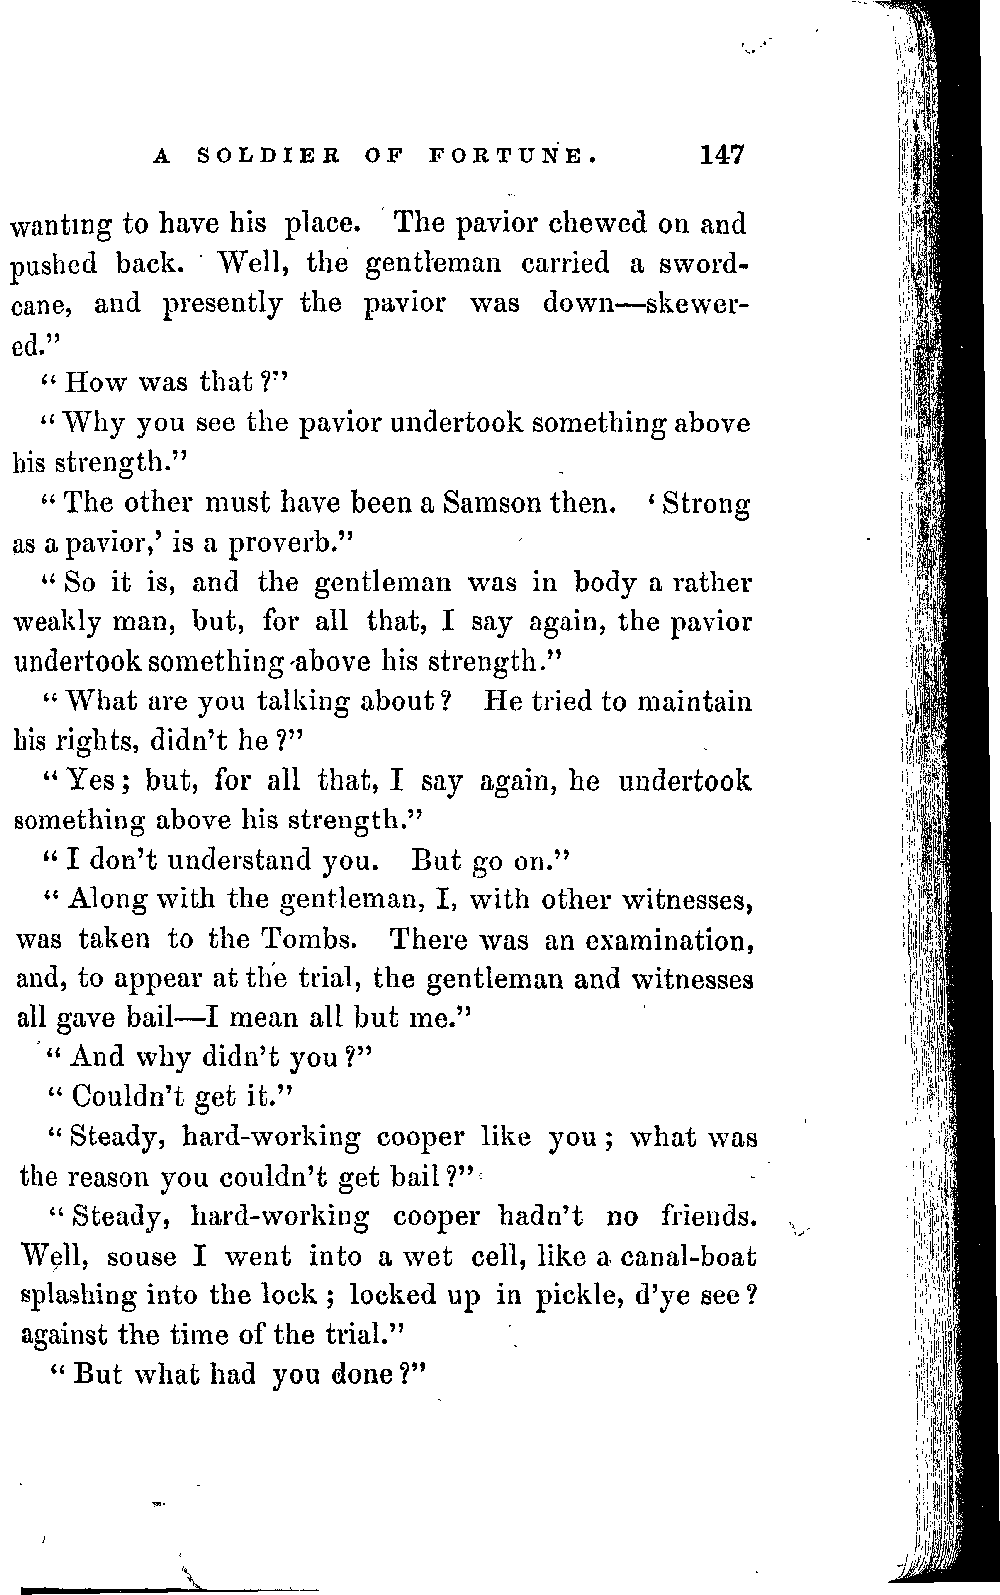 A SOLDIER OF FORTUNE. 147
wanting to have his place. The pavior chewed on and
pushed back. Well, the gentleman carried a sword-
cane, and presently the pavior was down—skewer-
ed."
"How was that?"
"Why you see the pavior undertook something above
his strength."
"The other must have been a Samson then. 'Strong
as a pavior,' is a proverb."
"So it is, and the gentleman was in body a rather
weakly man, but, for all that, I say again, the pavior
undertook something above his strength."
"What are you talking about? He tried to maintain
his rights, didn't he?"
"Yes; but, for all that, I say again, he undertook
something above his strength."
"I don't understand you. But go on."
"Along with the gentleman, I, with other witnesses,
was taken to the Tombs. There was an examination,
and, to appear at the trial, the gentleman and witnesses
all gave bail—I mean all but me."
"And why didn't you?"
"Couldn't get it."
"Steady, hard-working cooper like you; what was
the reason you couldn't get bail?"
"Steady, hard-working cooper hadn't no friends.
Well, souse I went into a wet cell, like a canal-boat
splashing into the lock; locked up in pickle, d'ye see?
against the time of the trial."
"But what had you done?"